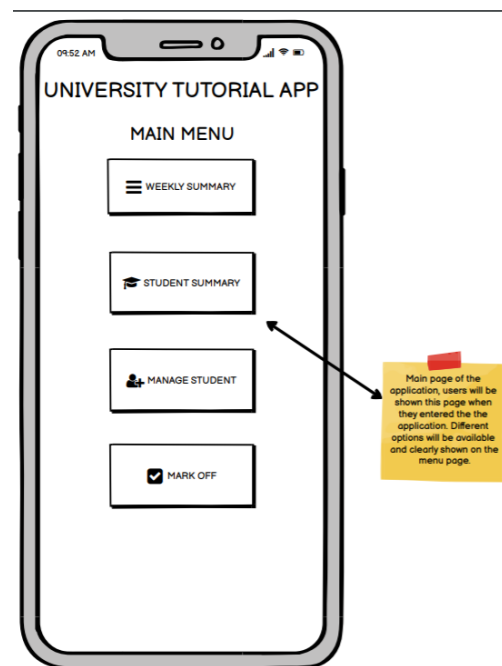 09:52 AM
UNIVERSITY TUTORIAL APP
MAIN MENU
WEEKLY SUMMARY
STUDENT SUMMARY
MANAGE STUDENT
MARK OFF
Main page of the
application, users will be
shown this page when
they entered the the
application. Different
options will be available
and clearly shown on the
menu page.